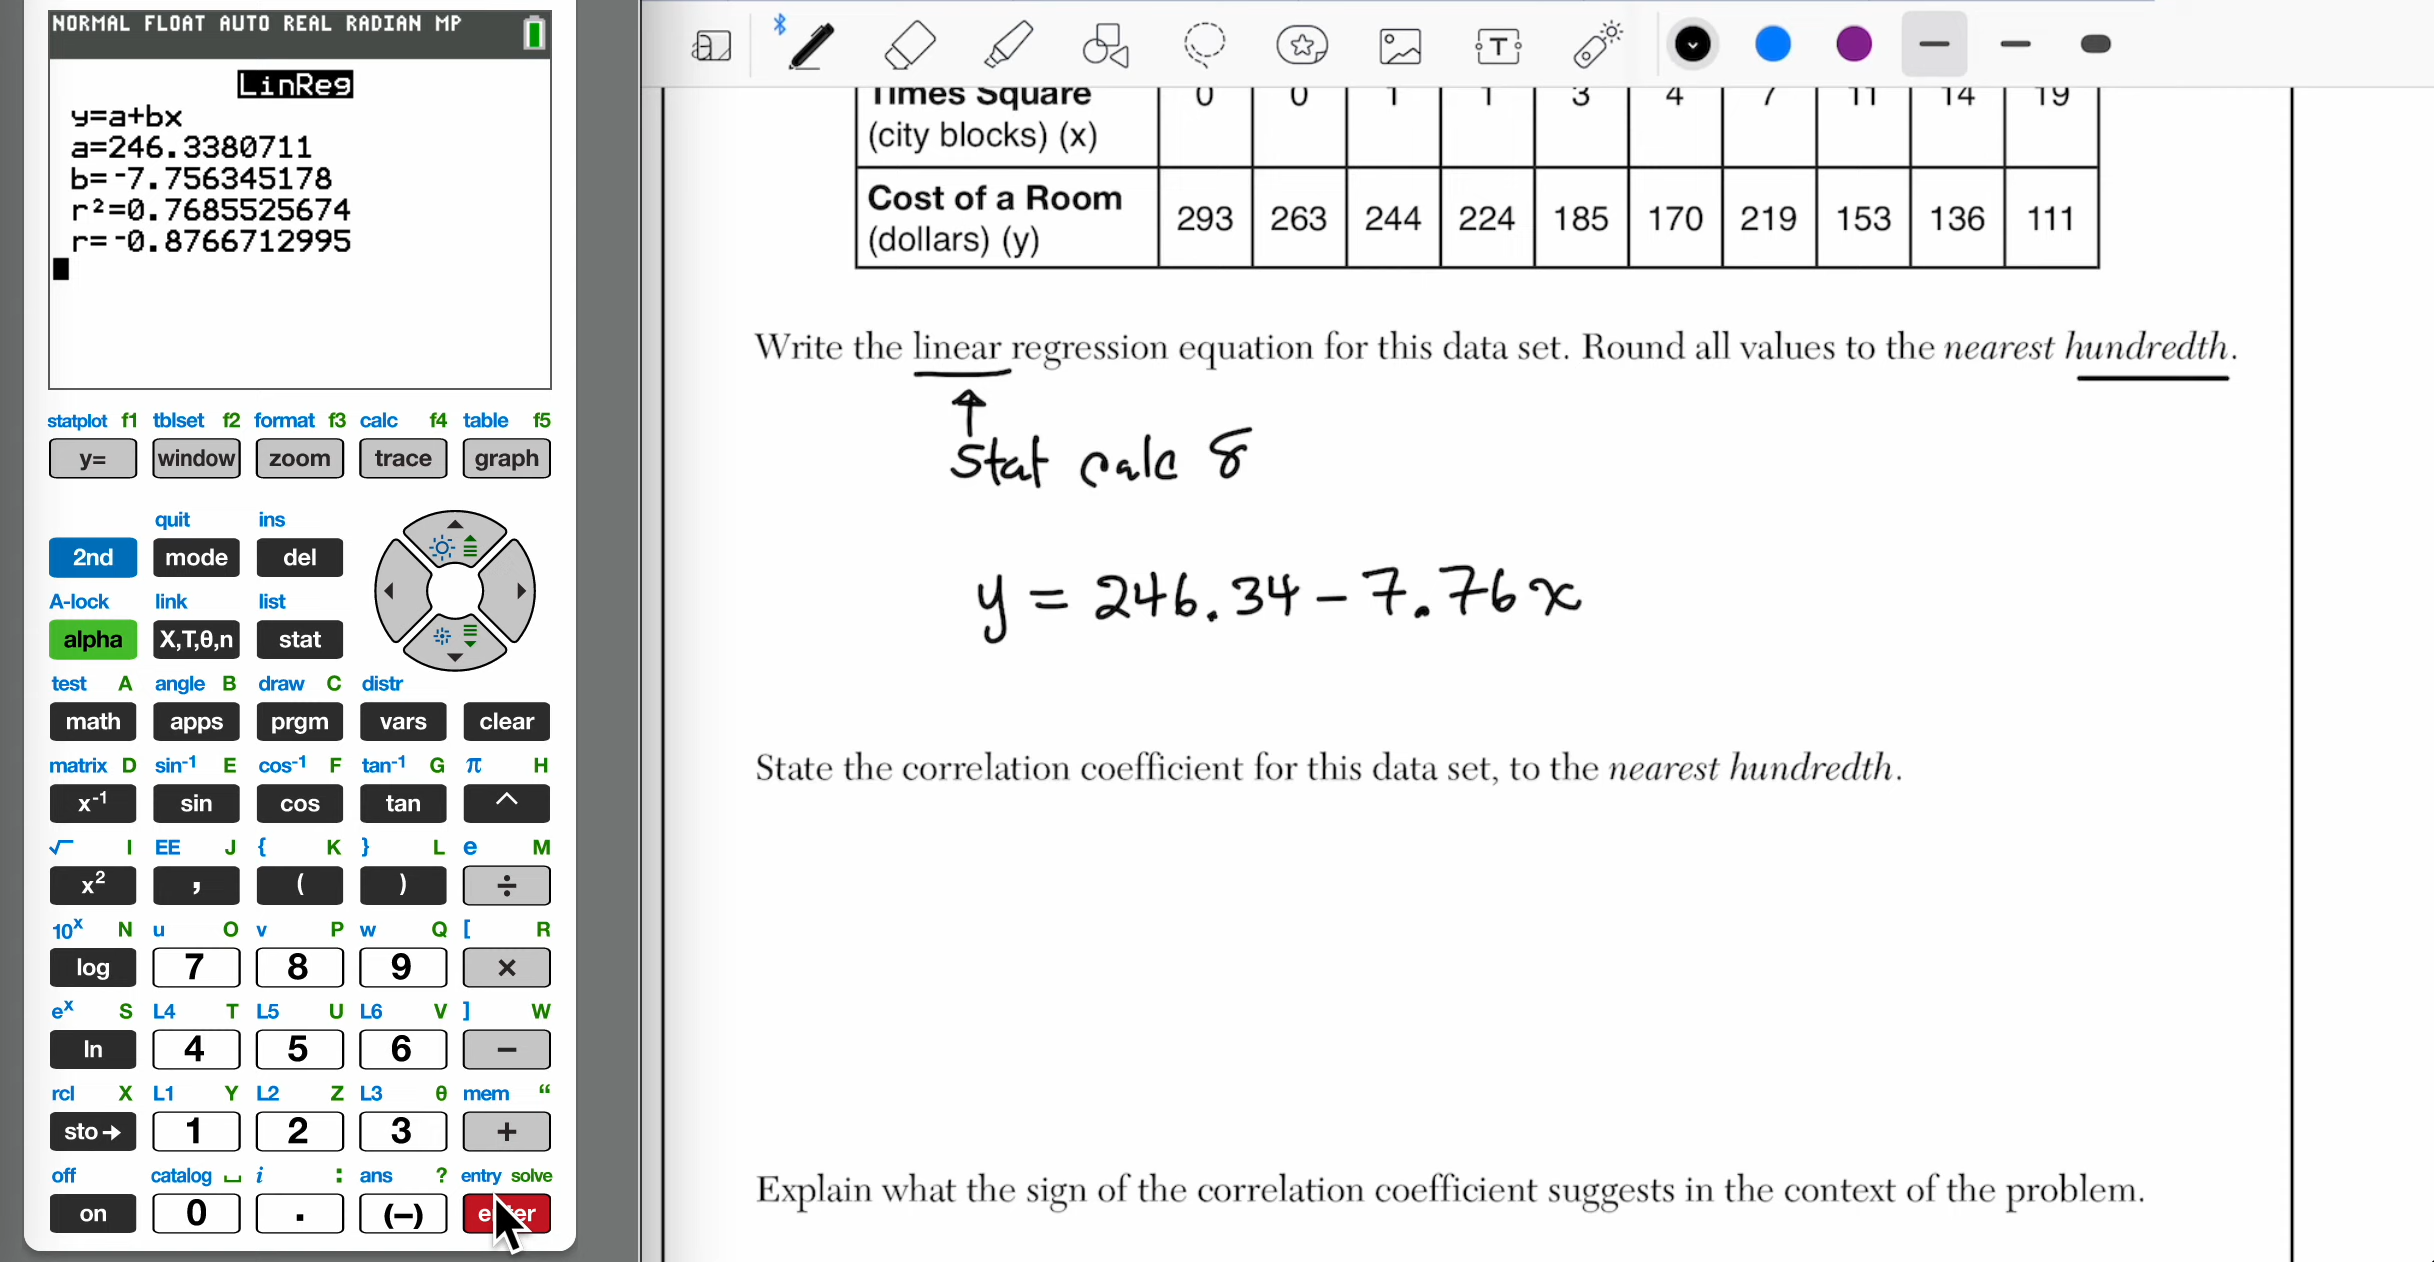 NORMAL FLOAT AUTO REAL RADIAN MP
LinReg
y=a+bx
a=246.3380711
b=-7.756345178
r²=0.7685525674
r=-0.8766712995
statplot f1 tblset f2 format f3 calc f4 table f5
y= window zoom trace graph
quit ins
2nd mode del
A-lock link list
alpha X,T,θ,n stat
test A angle B draw C distr
math apps prgm vars clear
matrix D sin⁻¹ E cos⁻¹ F tan⁻¹ G π H
x⁻¹ sin cos tan ^
√ I EE J { K } L e M
x² , ( ) ÷
10ˣ N u O v P w Q [ R
log 7 8 9 ×
eˣ S L4 T L5 U L6 V ] W
ln 4 5 6 −
rcl X L1 Y L2 Z L3 θ mem “
sto→ 1 2 3 +
off catalog ⎵ i : ans ? entry solve
on 0 . (−) enter
a T
Times Square 0 0 1 1 3 4 7 11 14 19
(city blocks) (x)
Cost of a Room
(dollars) (y) 293 263 244 224 185 170 219 153 136 111
Write the linear regression equation for this data set. Round all values to the nearest hundredth.
Stat calc 8
y = 246.34 − 7.76x
State the correlation coefficient for this data set, to the nearest hundredth.
Explain what the sign of the correlation coefficient suggests in the context of the problem.